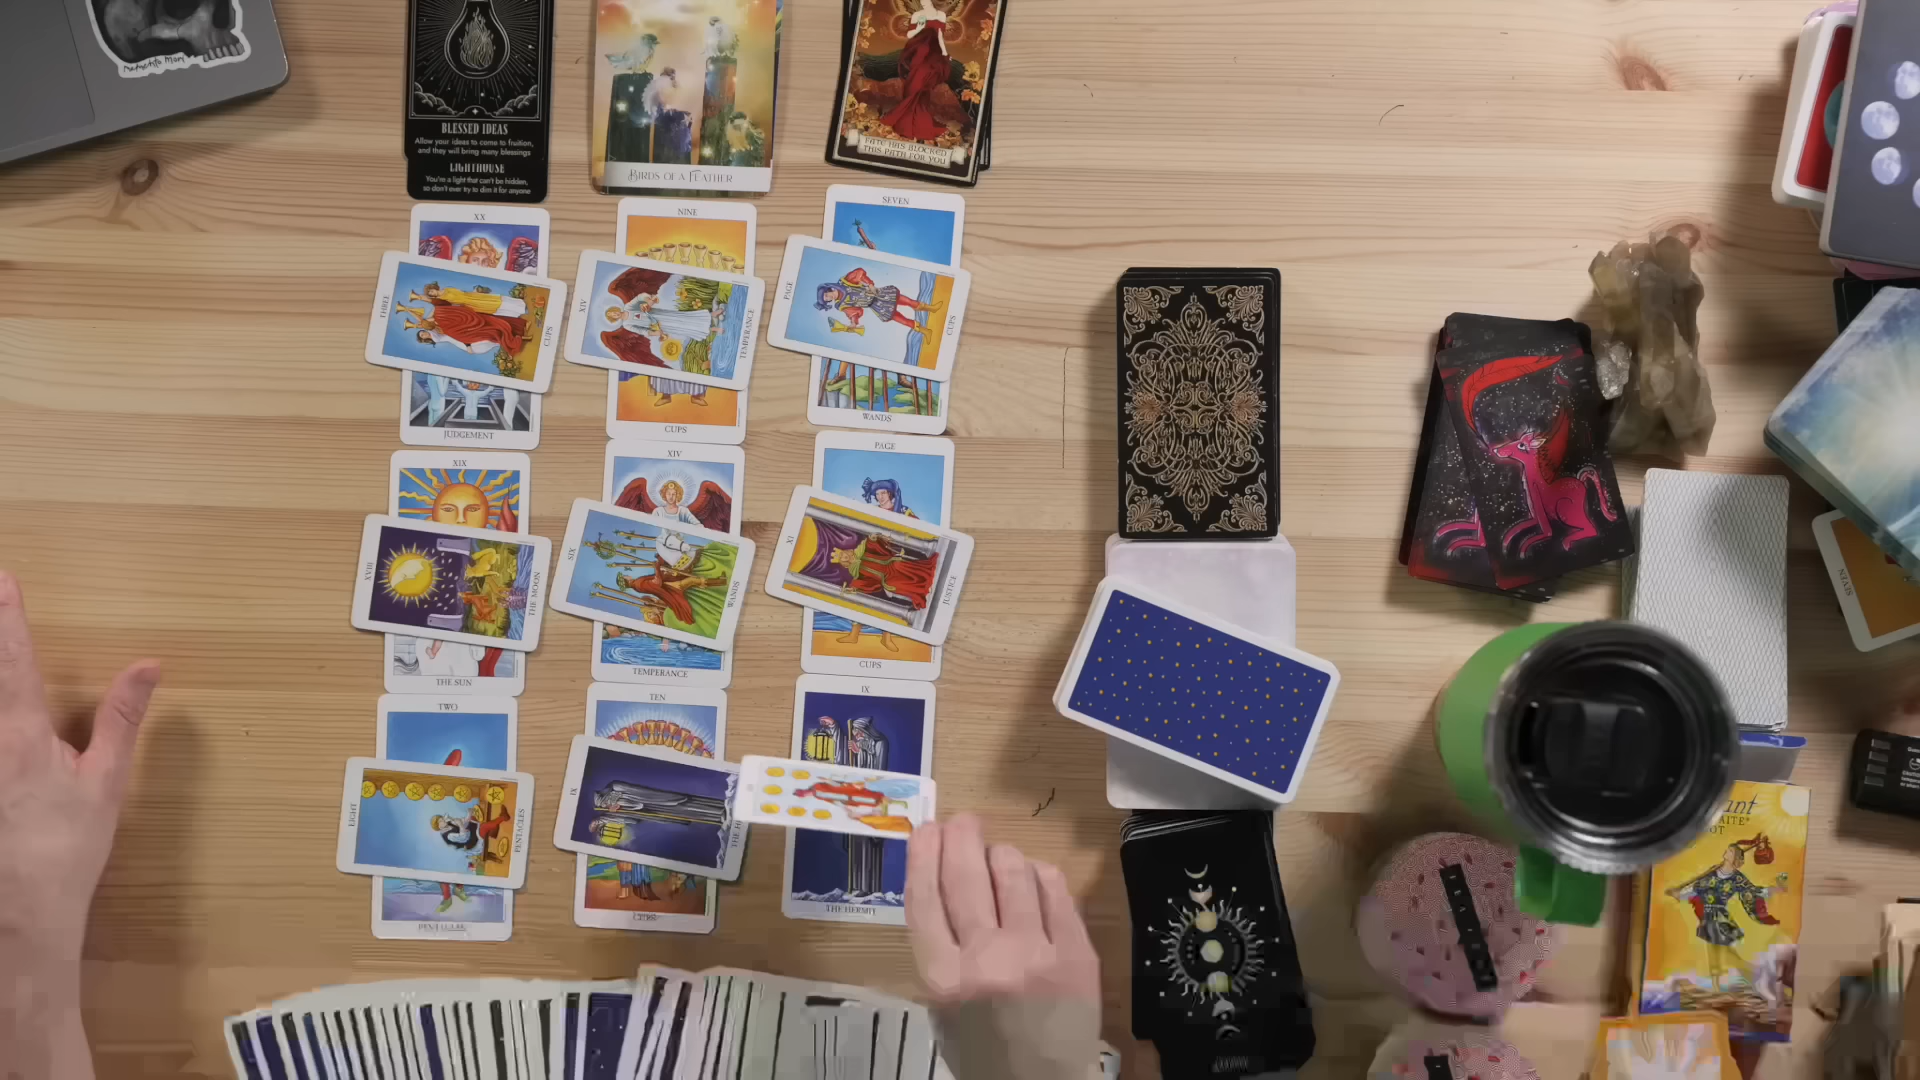 Memento Mori
BLESSED IDEAS
Allow your ideas to come to fruition,
and they will bring many blessings
LIGHTHOUSE
You're a light that can't be hidden,
so don't ever try to dim it for anyone
BIRDS OF A FEATHER
FATE HAS BLOCKED
THIS PATH FOR YOU
XX
THREE
CUPS
JUDGEMENT
NINE
XIV
TEMPERANCE
CUPS
SEVEN
PAGE
CUPS
WANDS
XIX
XVIII
THE MOON
THE SUN
XIV
SIX
WANDS
TEMPERANCE
PAGE
XI
JUSTICE
CUPS
TWO
EIGHT
PENTACLES
TEN
IX
CUPS
IX
THE HERMIT
SEVEN